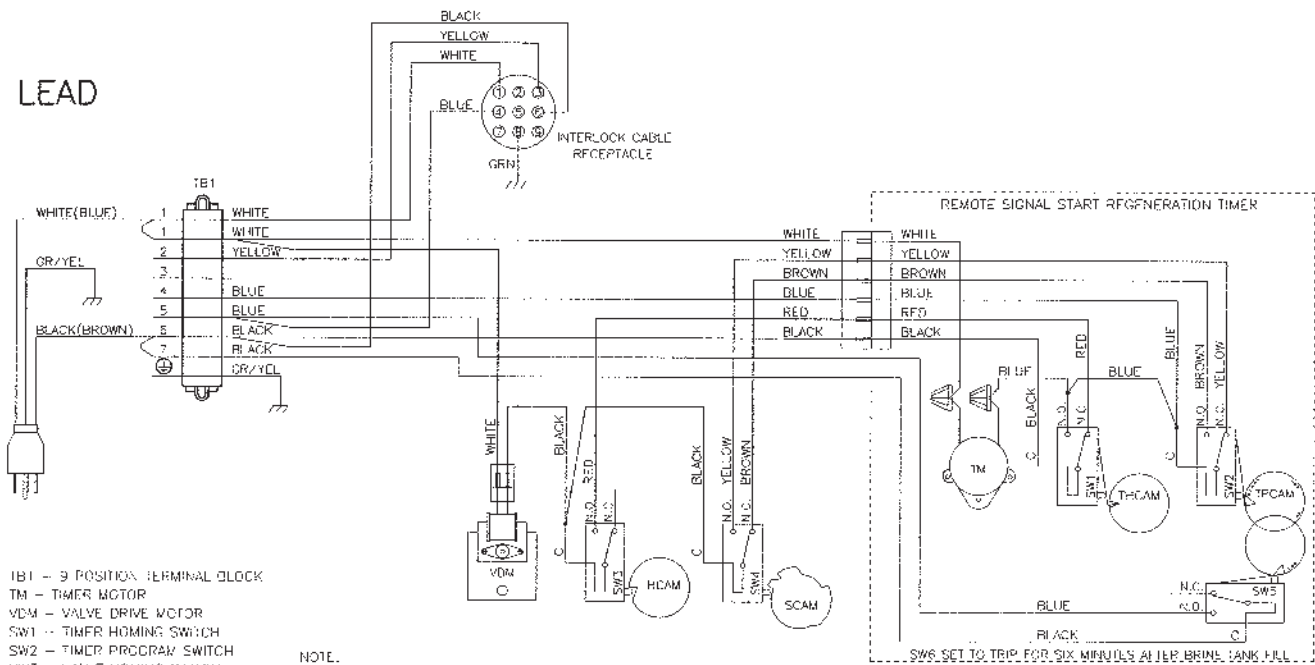 LEAD
BLACK
YELLOW
WHITE
BLUE
1 2 3
4 5 6
7 8 9
INTERLOCK CABLE
RECEPTACLE
GRN
TB1
WHITE(BLUE)
GR/YEL
BLACK(BROWN)
1
1
2
3
4
5
6
7
WHITE
WHITE
YELLOW
BLUE
BLUE
BLACK
BLACK
GR/YEL
REMOTE SIGNAL START REGENERATION TIMER
WHITE WHITE
YELLOW YELLOW
BROWN BROWN
BLUE BLUE
RED RED
BLACK BLACK
WHITE
BLACK
RED
BLACK
YELLOW
BROWN
BLUE
BLACK
RED
BLUE
BLUE
BROWN
YELLOW
N.O.
N.C.
C
N.O.
N.C.
C
N.O.
N.C.
C
VDM
SW3
HCAM
SW4
SCAM
TM
SW1
THCAM
SW2
TPCAM
N.C.
N.O.
SW5
C
BLUE
BLACK
SW6 SET TO TRIP FOR SIX MINUTES AFTER BRINE TANK FILL
TB1 - 9 POSITION TERMINAL BLOCK
TM - TIMER MOTOR
VDM - VALVE DRIVE MOTOR
SW1 - TIMER HOMING SWITCH
SW2 - TIMER PROGRAM SWITCH
NOTE: